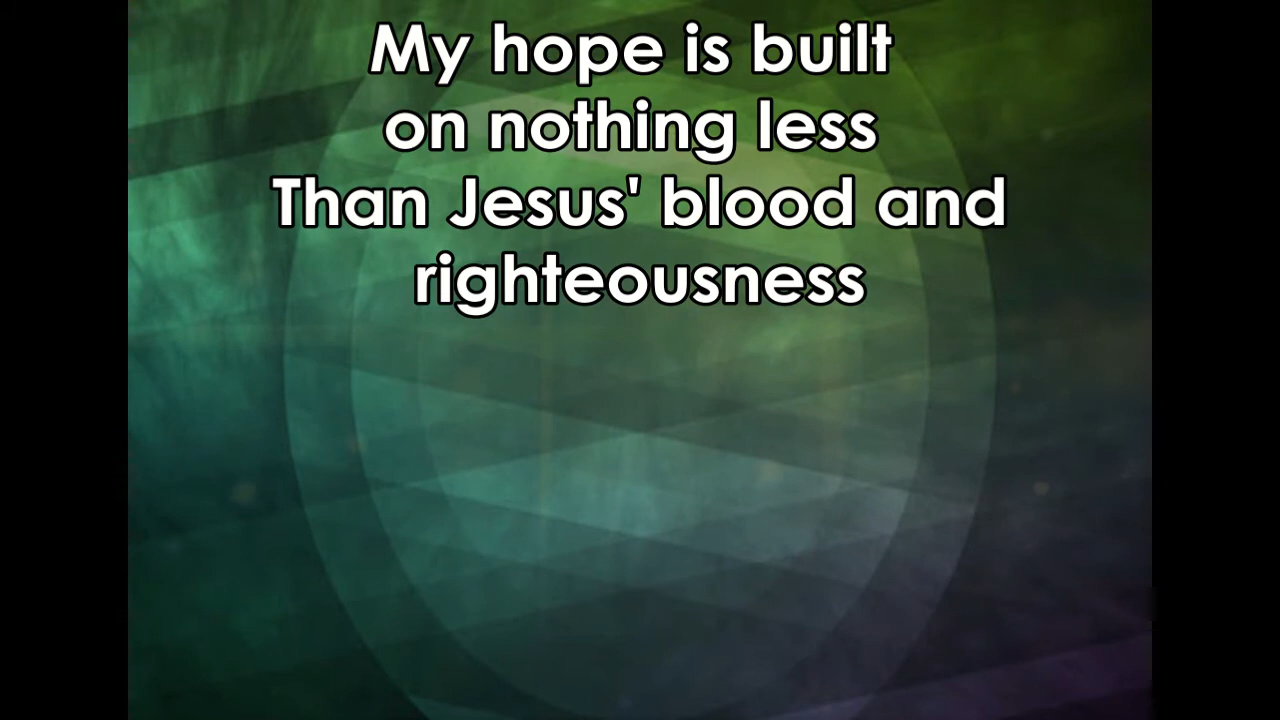 My hope is built
on nothing less
Than Jesus' blood and
righteousness